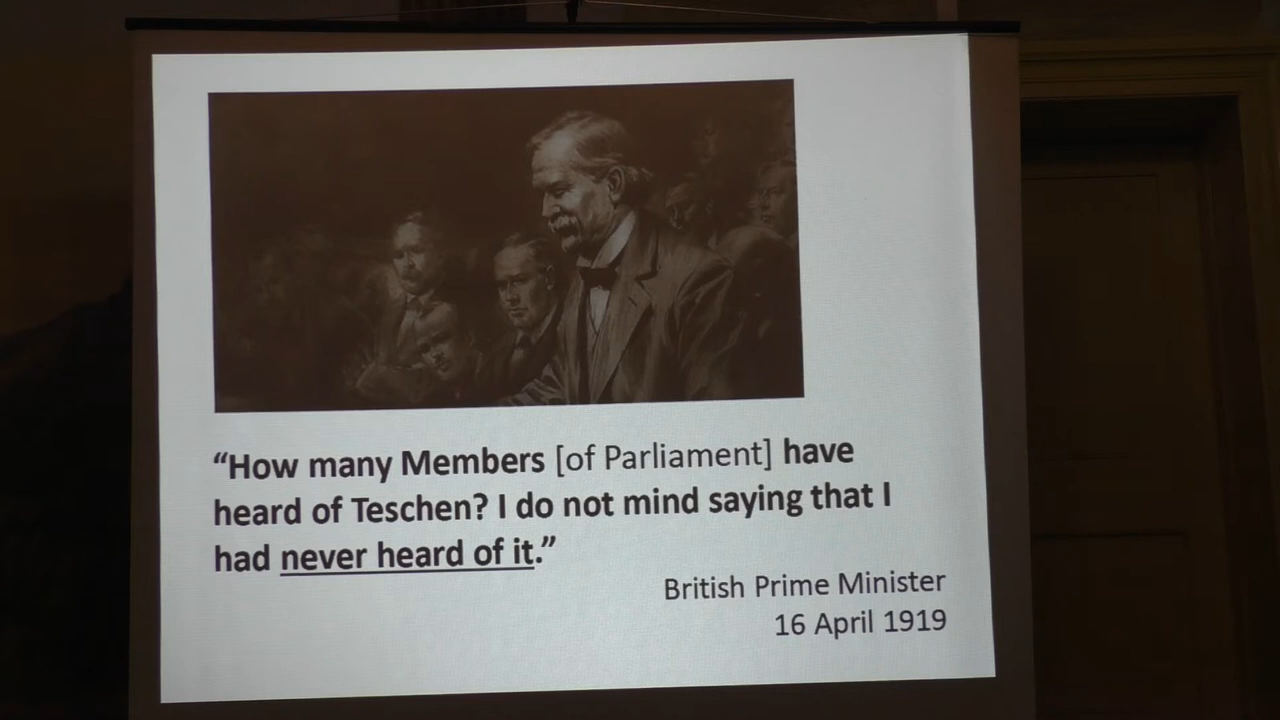 “How many Members [of Parliament] have
heard of Teschen? I do not mind saying that I
had never heard of it.”
British Prime Minister
16 April 1919